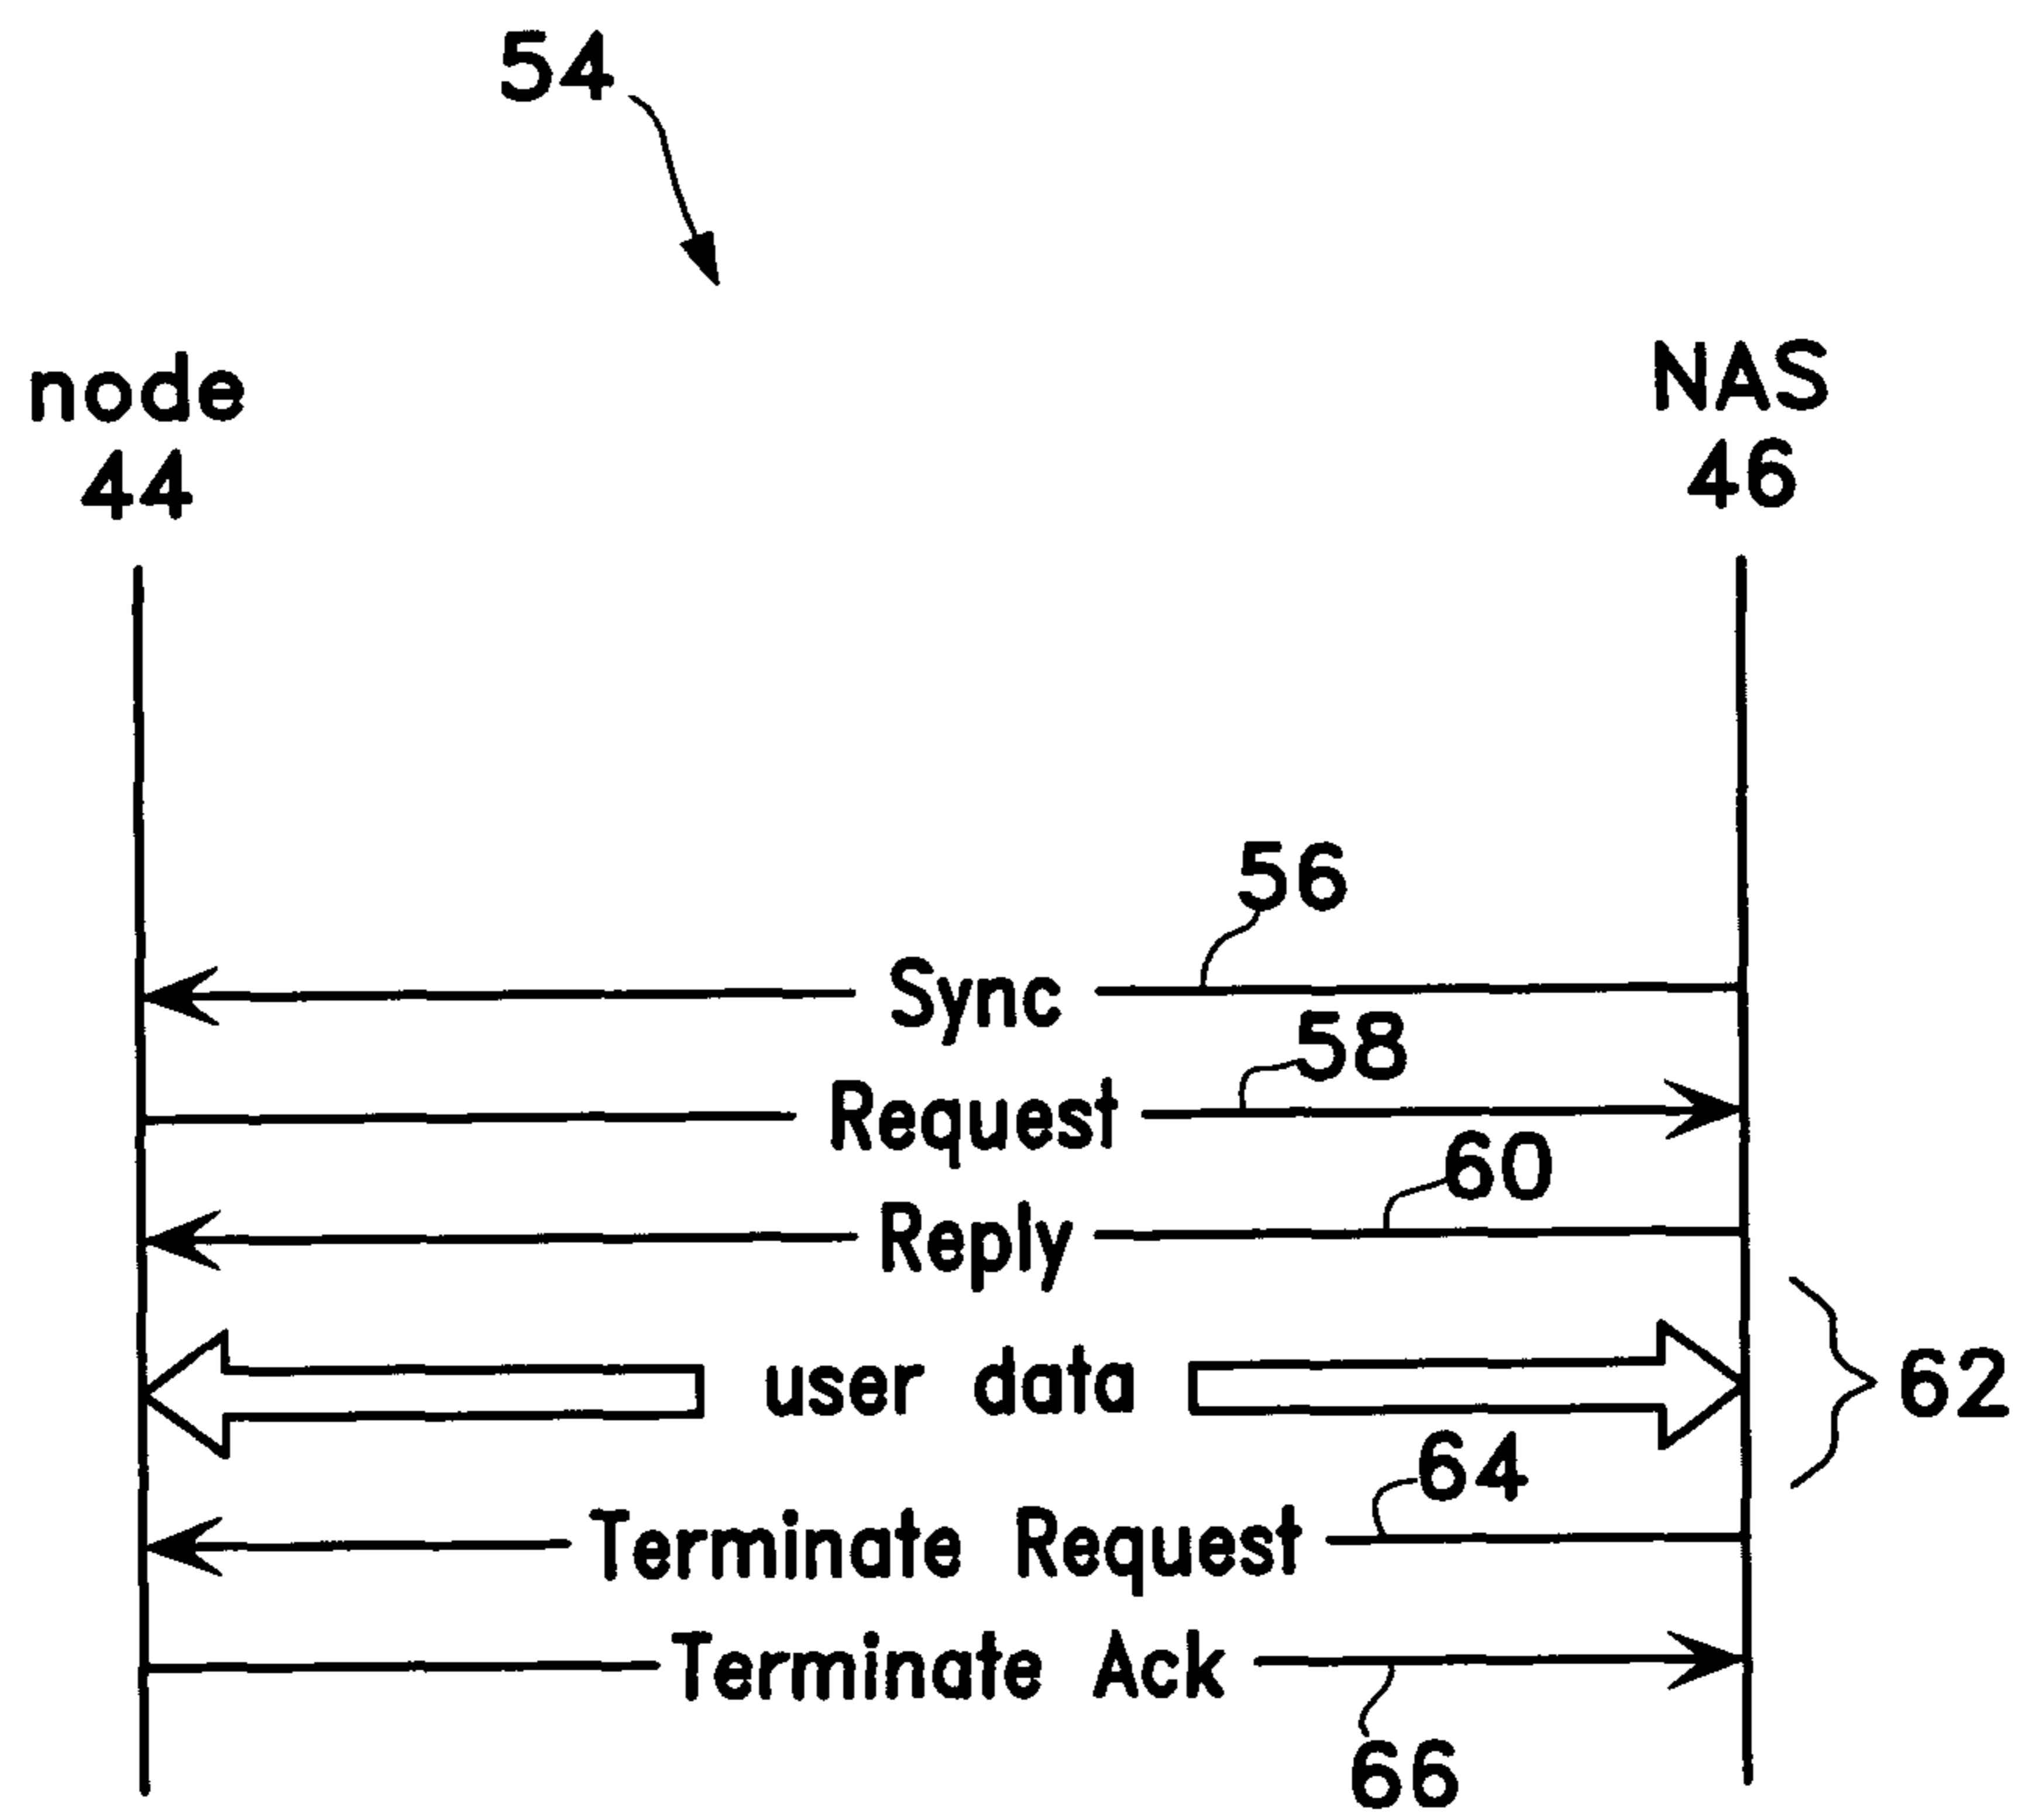 54
node
44
NAS
46
56
Sync
58
Request
60
Reply
user data
62
64
Terminate Request
Terminate Ack
66